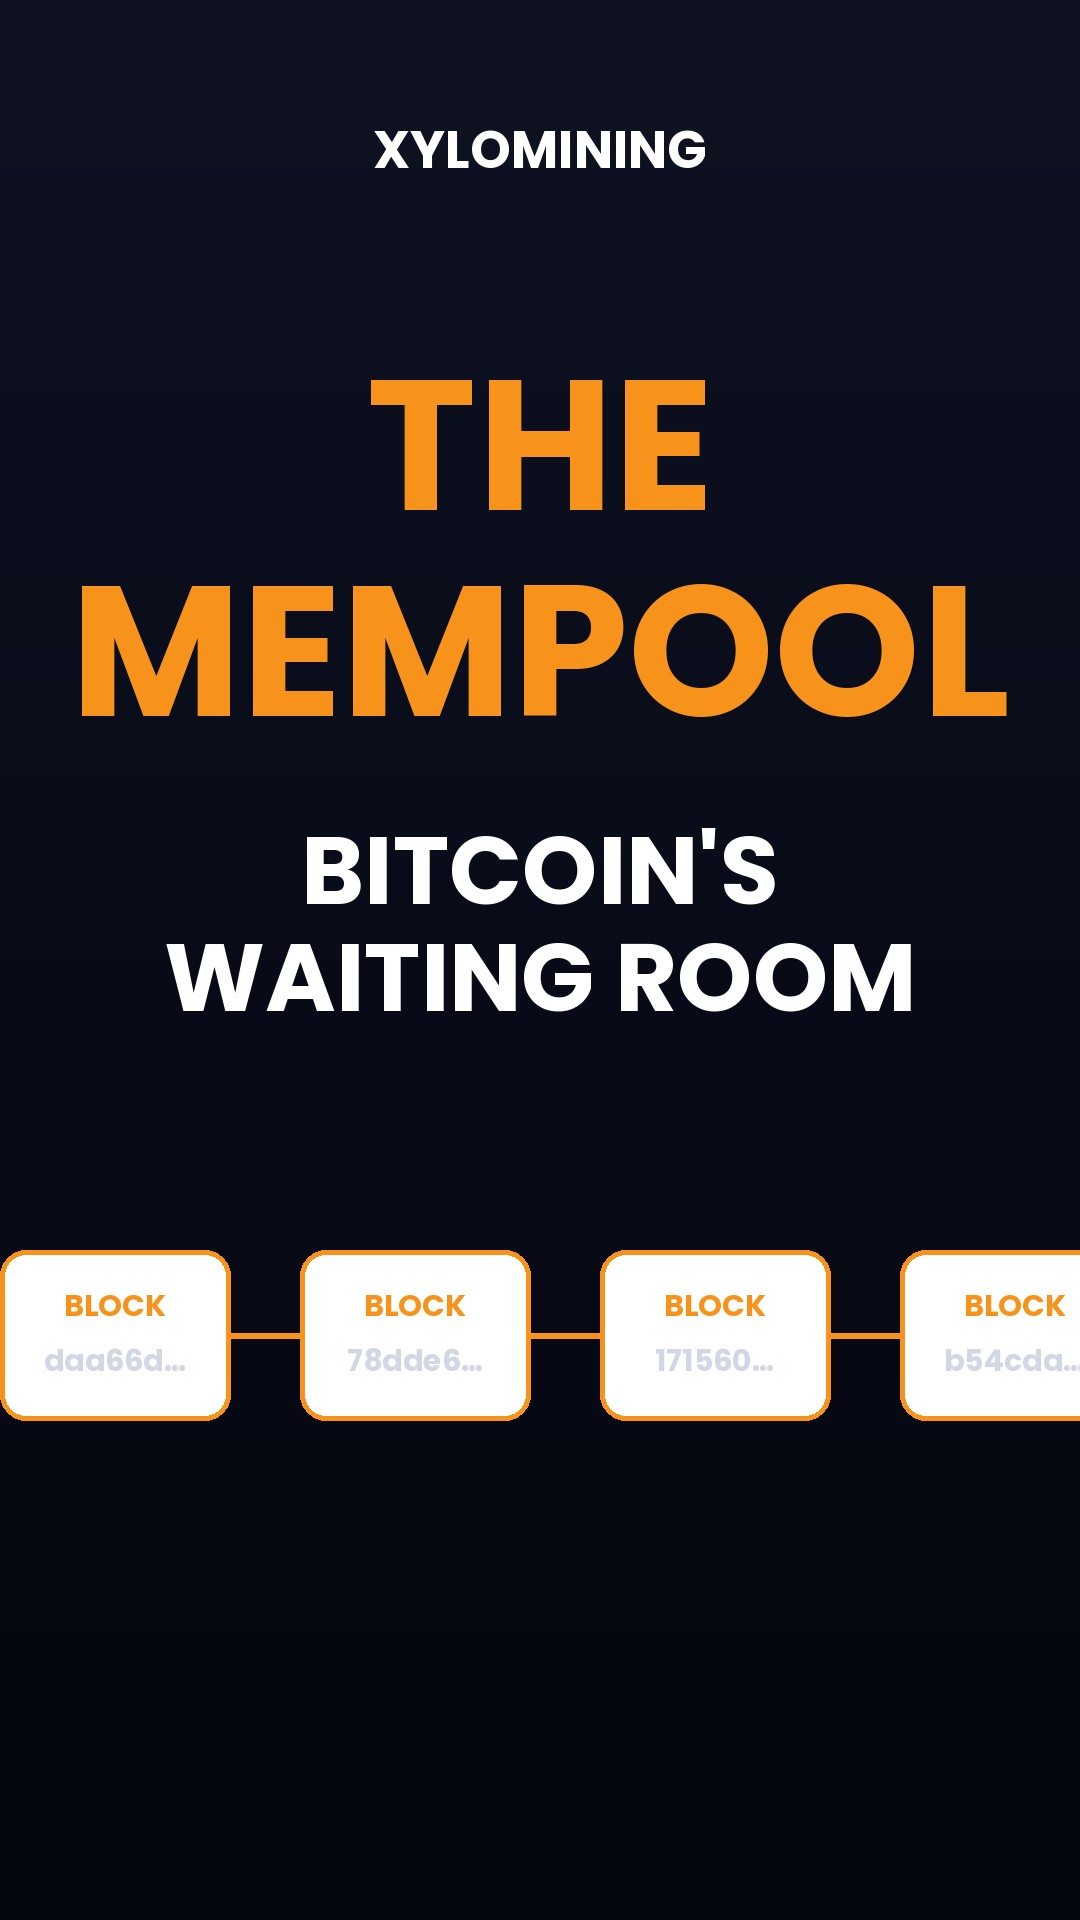 XYLOMINING
THE
MEMPOOL
BITCOIN'S
WAITING ROOM
BLOCK
daa66d...
BLOCK
78dde6...
BLOCK
171560...
BLOCK
b54cda...